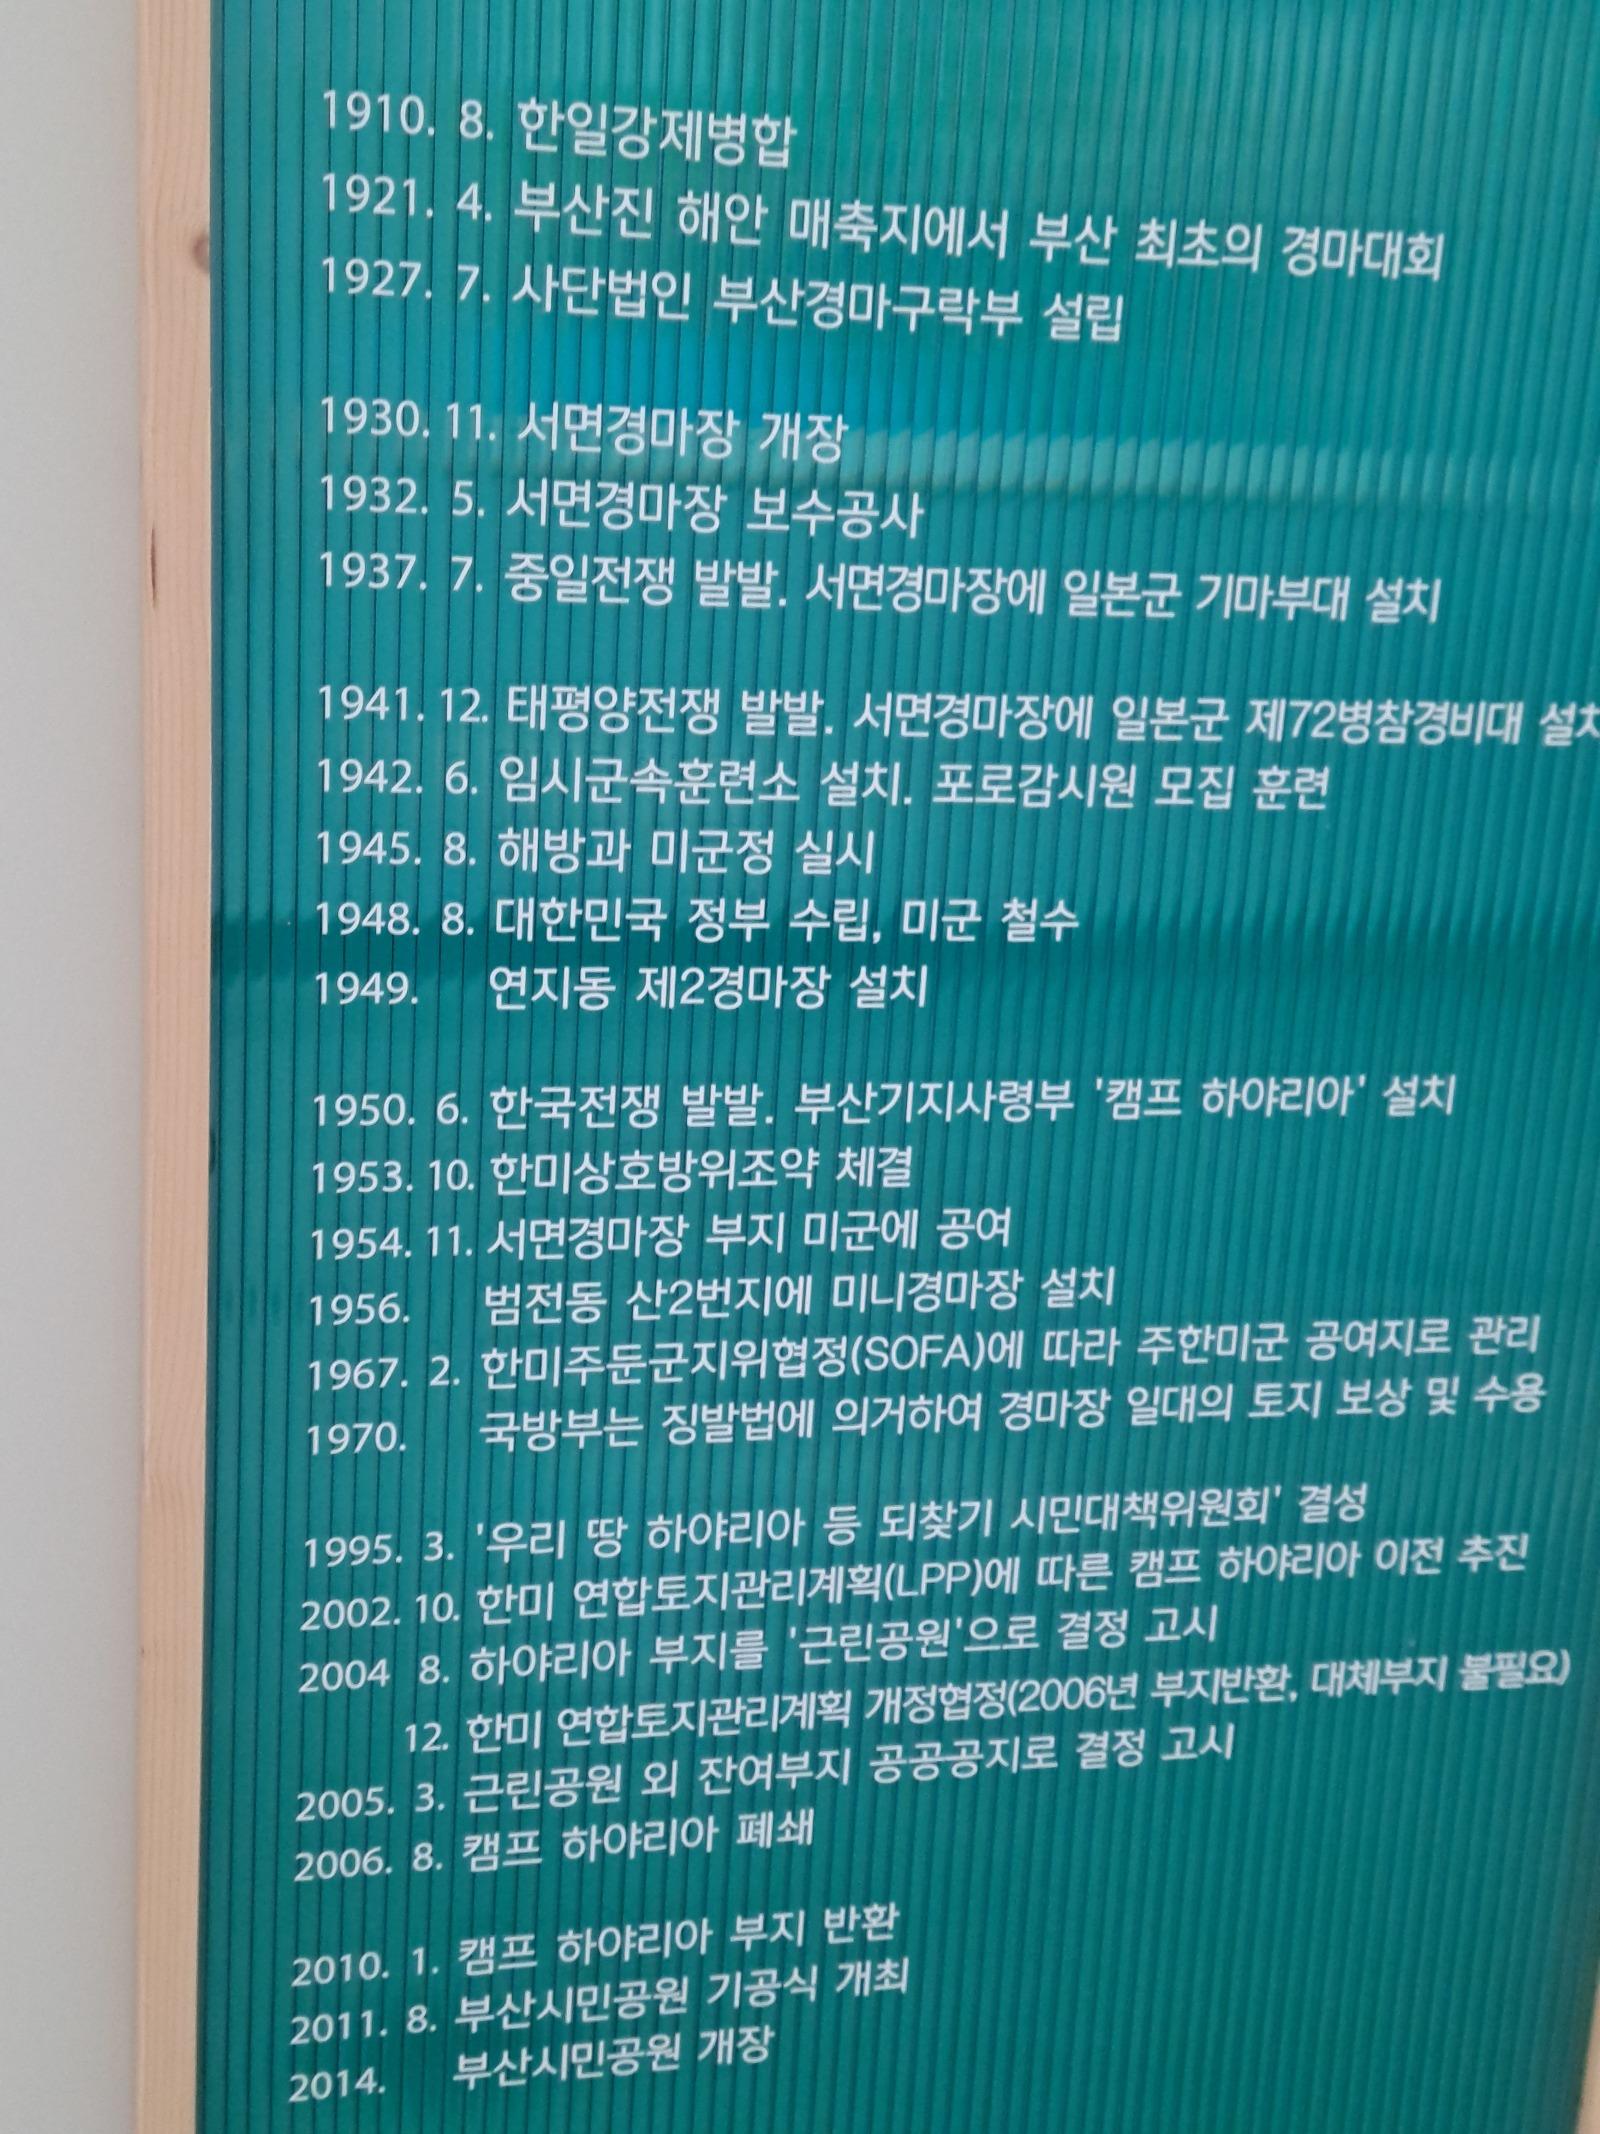 1910. 8. 한일강제병합
1921. 4. 부산진 해안 매축지에서 부산 최초의 경마대회
1927. 7. 사단법인 부산경마구락부 설립
1930. 11. 서면경마장 개장
1932. 5. 서면경마장 보수공사
1937. 7. 중일전쟁 발발. 서면경마장에 일본군 기마부대 설치
1941. 12. 태평양전쟁 발발. 서면경마장에 일본군 제72병참경비대 설치
1942. 6. 임시군속훈련소 설치. 포로감시원 모집 훈련
1945. 8. 해방과 미군정 실시
1948. 8. 대한민국 정부 수립, 미군 철수
1949. 연지동 제2경마장 설치
1950. 6. 한국전쟁 발발. 부산기지사령부 '캠프 하야리아' 설치
1953. 10. 한미상호방위조약 체결
1954. 11. 서면경마장 부지 미군에 공여
1956. 범전동 산2번지에 미니경마장 설치
1967. 2. 한미주둔군지위협정(SOFA)에 따라 주한미군 공여지로 관리
1970. 국방부는 징발법에 의거하여 경마장 일대의 토지 보상 및 수용
1995. 3. '우리 땅 하야리아 등 되찾기 시민대책위원회' 결성
2002. 10. 한미 연합토지관리계획(LPP)에 따른 캠프 하야리아 이전 추진
2004 8. 하야리아 부지를 '근린공원'으로 결정 고시
12. 한미 연합토지관리계획 개정협정(2006년 부지반환, 대체부지 불필요)
2005. 3. 근린공원 외 잔여부지 공공공지로 결정 고시
2006. 8. 캠프 하야리아 폐쇄
2010. 1. 캠프 하야리아 부지 반환
2011. 8. 부산시민공원 기공식 개최
2014. 부산시민공원 개장